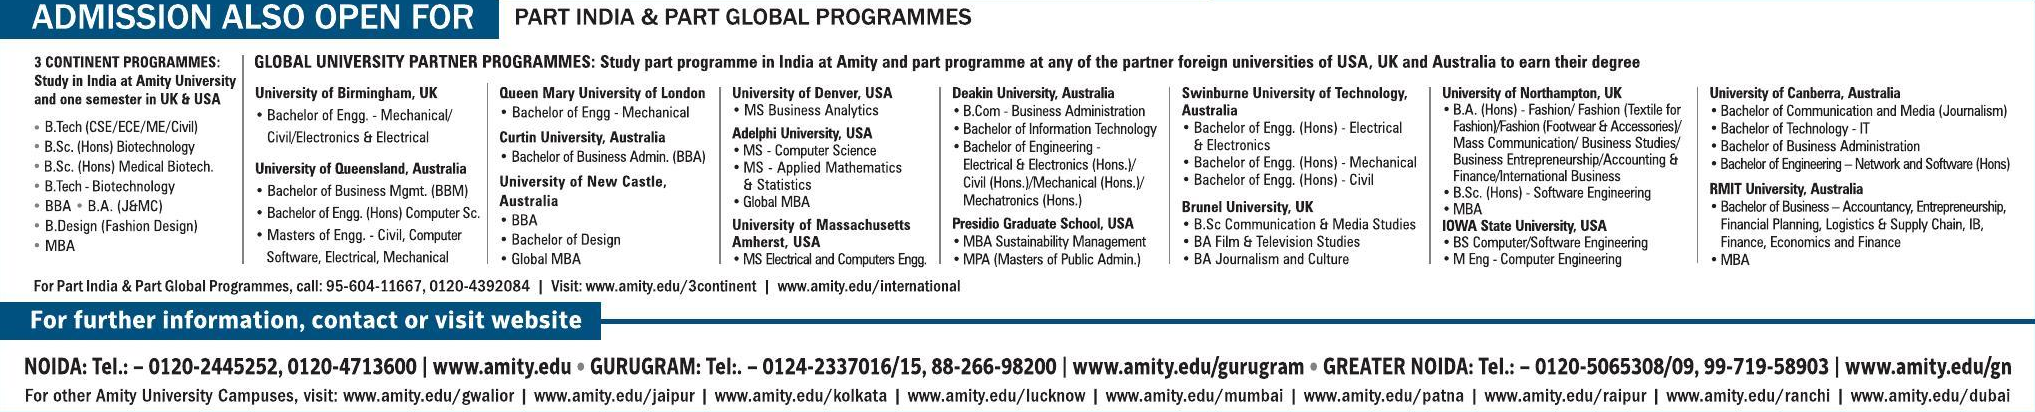 ADMISSION ALSO OPEN FOR
PART INDIA & PART GLOBAL PROGRAMMES
3 CONTINENT PROGRAMMES:
Study in India at Amity University
and one semester in UK & USA
• B.Tech (CSE/ECE/ME/Civil)
• B.Sc. (Hons) Biotechnology
• B.Sc. (Hons) Medical Biotech.
• B.Tech - Biotechnology
• BBA • B.A. (J&MC)
• B.Design (Fashion Design)
• MBA
GLOBAL UNIVERSITY PARTNER PROGRAMMES: Study part programme in India at Amity and part programme at any of the partner foreign universities of USA, UK and Australia to earn their degree
University of Birmingham, UK
• Bachelor of Engg. - Mechanical/
Civil/Electronics & Electrical
University of Queensland, Australia
• Bachelor of Business Mgmt. (BBM)
• Bachelor of Engg. (Hons) Computer Sc.
• Masters of Engg. - Civil, Computer
Software, Electrical, Mechanical
Queen Mary University of London
• Bachelor of Engg - Mechanical
Curtin University, Australia
• Bachelor of Business Admin. (BBA)
University of New Castle,
Australia
• BBA
• Bachelor of Design
• Global MBA
University of Denver, USA
• MS Business Analytics
Adelphi University, USA
• MS - Computer Science
• MS - Applied Mathematics
& Statistics
• Global MBA
University of Massachusetts
Amherst, USA
• MS Electrical and Computers Engg.
Deakin University, Australia
• B.Com - Business Administration
• Bachelor of Information Technology
• Bachelor of Engineering -
Electrical & Electronics (Hons.)/
Civil (Hons.)/Mechanical (Hons.)/
Mechatronics (Hons.)
Presidio Graduate School, USA
• MBA Sustainability Management
• MPA (Masters of Public Admin.)
Swinburne University of Technology,
Australia
• Bachelor of Engg. (Hons) - Electrical
& Electronics
• Bachelor of Engg. (Hons) - Mechanical
• Bachelor of Engg. (Hons) - Civil
Brunel University, UK
• B.Sc Communication & Media Studies
• BA Film & Television Studies
• BA Journalism and Culture
University of Northampton, UK
• B.A. (Hons) - Fashion/ Fashion (Textile for
Fashion)/Fashion (Footwear & Accessories)/
Mass Communication/ Business Studies/
Business Entrepreneurship/Accounting &
Finance/International Business
• B.Sc. (Hons) - Software Engineering
• MBA
IOWA State University, USA
• BS Computer/Software Engineering
• M Eng - Computer Engineering
University of Canberra, Australia
• Bachelor of Communication and Media (Journalism)
• Bachelor of Technology - IT
• Bachelor of Business Administration
• Bachelor of Engineering – Network and Software (Hons)
RMIT University, Australia
• Bachelor of Business – Accountancy, Entrepreneurship,
Financial Planning, Logistics & Supply Chain, IB,
Finance, Economics and Finance
• MBA
For Part India & Part Global Programmes, call: 95-604-11667, 0120-4392084 | Visit: www.amity.edu/3continent | www.amity.edu/international
For further information, contact or visit website
NOIDA: Tel.: – 0120-2445252, 0120-4713600 | www.amity.edu • GURUGRAM: Tel:. – 0124-2337016/15, 88-266-98200 | www.amity.edu/gurugram • GREATER NOIDA: Tel.: – 0120-5065308/09, 99-719-58903 | www.amity.edu/gn
For other Amity University Campuses, visit: www.amity.edu/gwalior | www.amity.edu/jaipur | www.amity.edu/kolkata | www.amity.edu/lucknow | www.amity.edu/mumbai | www.amity.edu/patna | www.amity.edu/raipur | www.amity.edu/ranchi | www.amity.edu/dubai